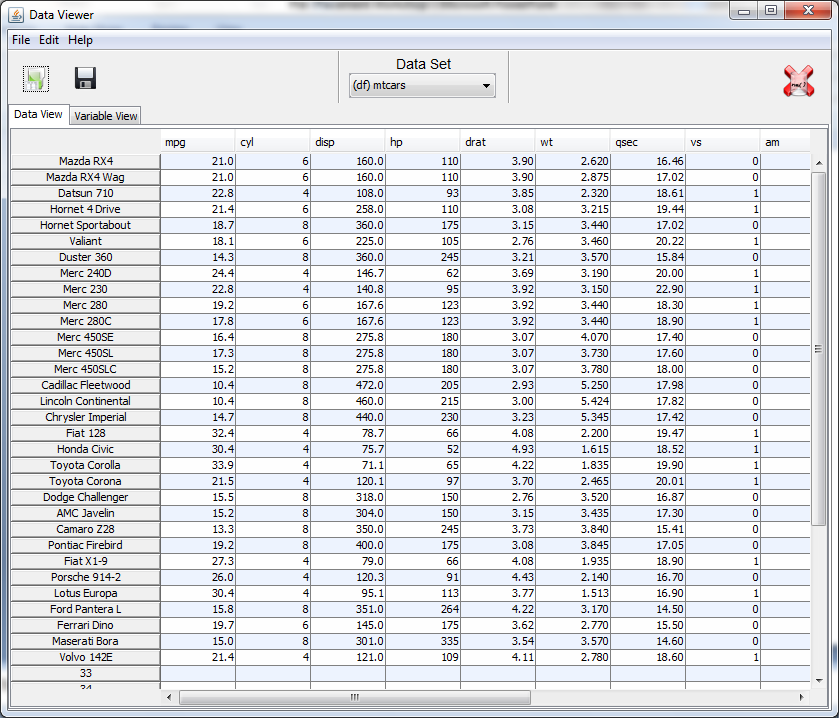 Data Viewer
File Edit Help
Data Set
(df) mtcars
Data View Variable View
mpg cyl disp hp drat wt qsec vs am
Mazda RX4 21.0 6 160.0 110 3.90 2.620 16.46 0
Mazda RX4 Wag 21.0 6 160.0 110 3.90 2.875 17.02 0
Datsun 710 22.8 4 108.0 93 3.85 2.320 18.61 1
Hornet 4 Drive 21.4 6 258.0 110 3.08 3.215 19.44 1
Hornet Sportabout 18.7 8 360.0 175 3.15 3.440 17.02 0
Valiant 18.1 6 225.0 105 2.76 3.460 20.22 1
Duster 360 14.3 8 360.0 245 3.21 3.570 15.84 0
Merc 240D 24.4 4 146.7 62 3.69 3.190 20.00 1
Merc 230 22.8 4 140.8 95 3.92 3.150 22.90 1
Merc 280 19.2 6 167.6 123 3.92 3.440 18.30 1
Merc 280C 17.8 6 167.6 123 3.92 3.440 18.90 1
Merc 450SE 16.4 8 275.8 180 3.07 4.070 17.40 0
Merc 450SL 17.3 8 275.8 180 3.07 3.730 17.60 0
Merc 450SLC 15.2 8 275.8 180 3.07 3.780 18.00 0
Cadillac Fleetwood 10.4 8 472.0 205 2.93 5.250 17.98 0
Lincoln Continental 10.4 8 460.0 215 3.00 5.424 17.82 0
Chrysler Imperial 14.7 8 440.0 230 3.23 5.345 17.42 0
Fiat 128 32.4 4 78.7 66 4.08 2.200 19.47 1
Honda Civic 30.4 4 75.7 52 4.93 1.615 18.52 1
Toyota Corolla 33.9 4 71.1 65 4.22 1.835 19.90 1
Toyota Corona 21.5 4 120.1 97 3.70 2.465 20.01 1
Dodge Challenger 15.5 8 318.0 150 2.76 3.520 16.87 0
AMC Javelin 15.2 8 304.0 150 3.15 3.435 17.30 0
Camaro Z28 13.3 8 350.0 245 3.73 3.840 15.41 0
Pontiac Firebird 19.2 8 400.0 175 3.08 3.845 17.05 0
Fiat X1-9 27.3 4 79.0 66 4.08 1.935 18.90 1
Porsche 914-2 26.0 4 120.3 91 4.43 2.140 16.70 0
Lotus Europa 30.4 4 95.1 113 3.77 1.513 16.90 1
Ford Pantera L 15.8 8 351.0 264 4.22 3.170 14.50 0
Ferrari Dino 19.7 6 145.0 175 3.62 2.770 15.50 0
Maserati Bora 15.0 8 301.0 335 3.54 3.570 14.60 0
Volvo 142E 21.4 4 121.0 109 4.11 2.780 18.60 1
33
34